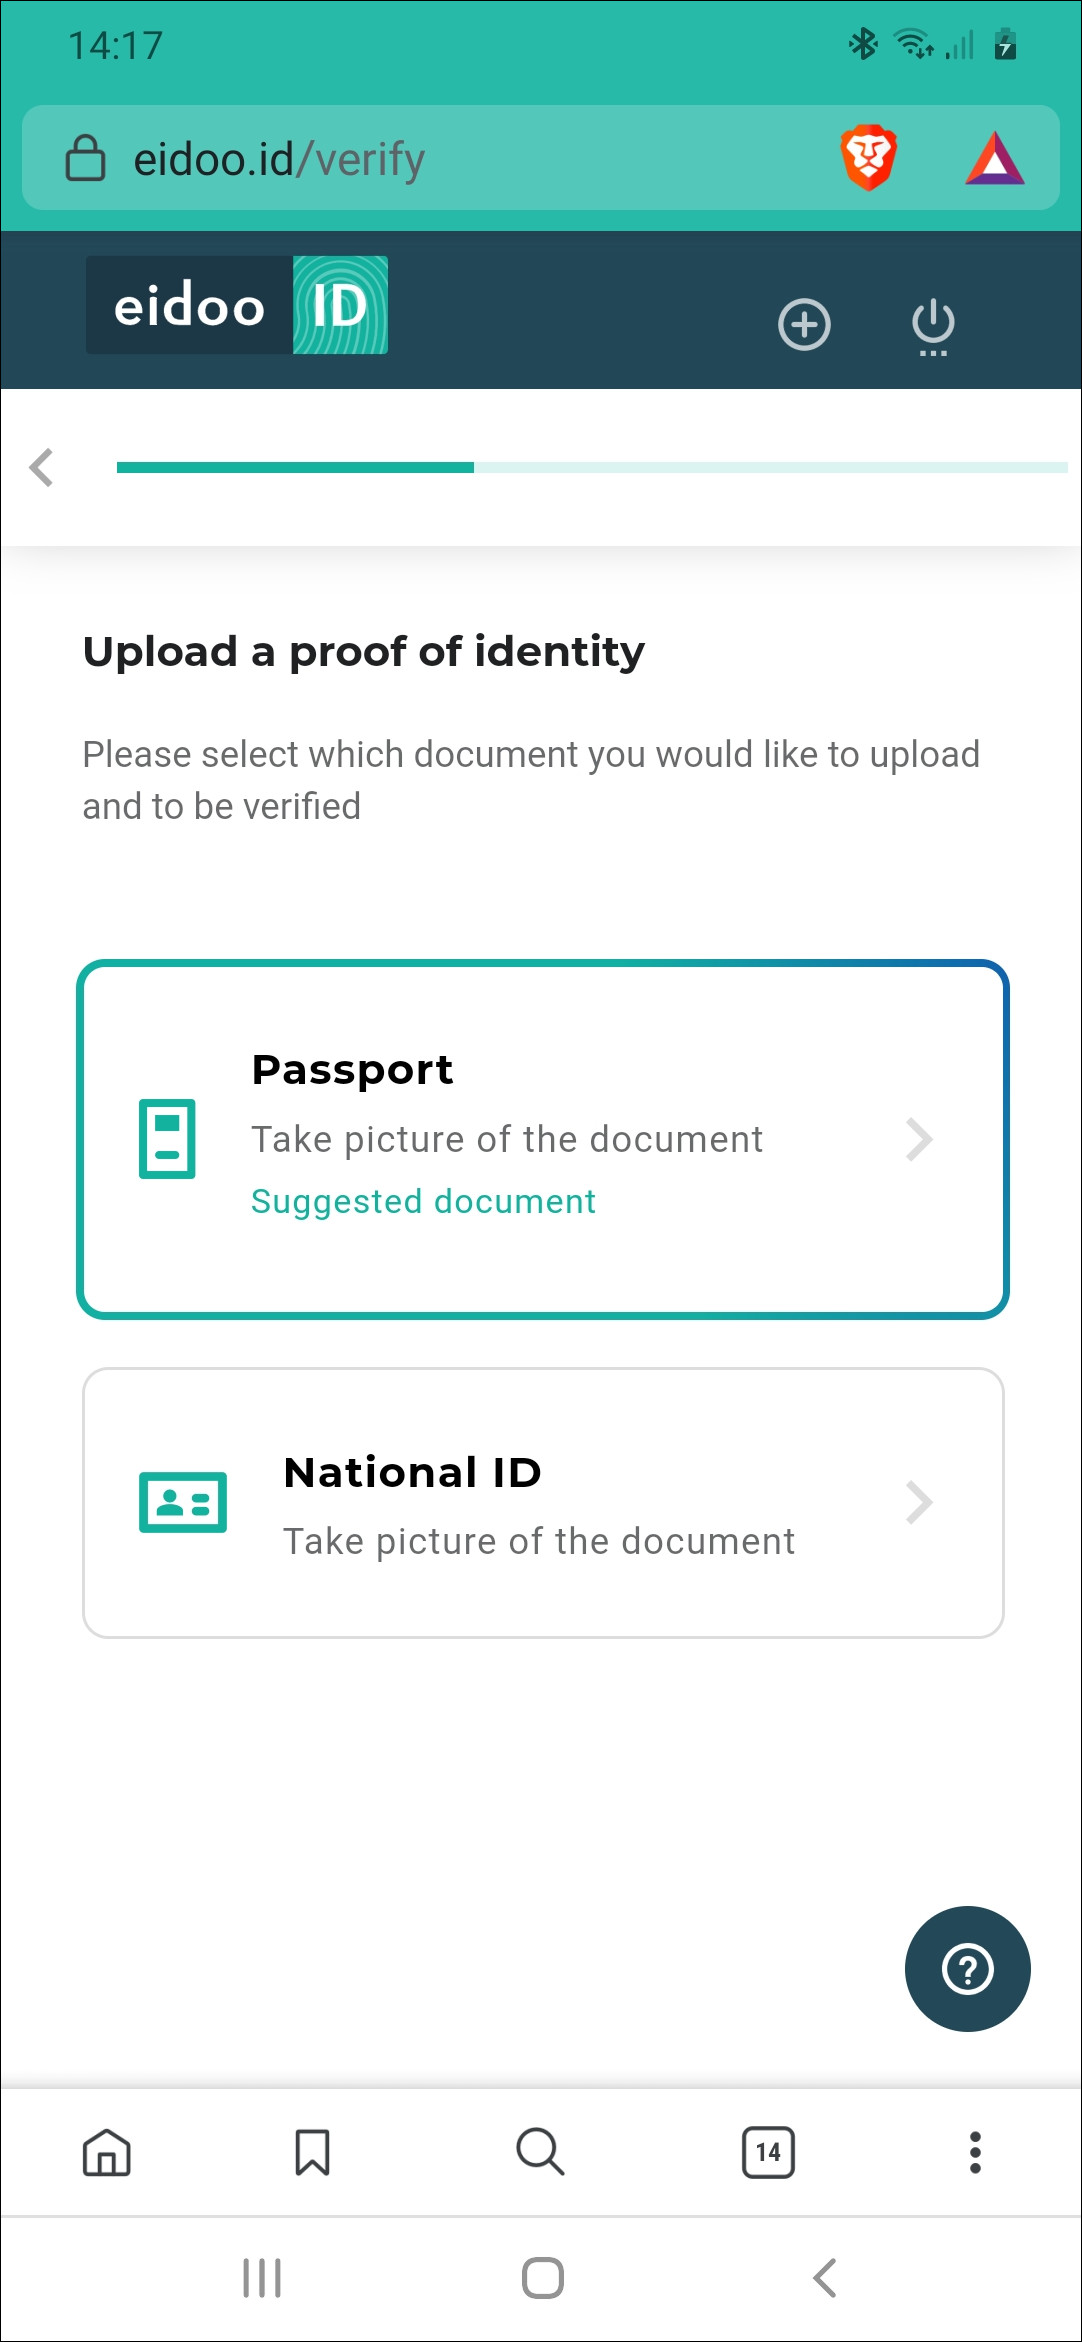 14:17
eidoo.id/verify
eidoo ID
Upload a proof of identity
Please select which document you would like to upload
and to be verified
Passport
Take picture of the document
Suggested document
National ID
Take picture of the document
?
14